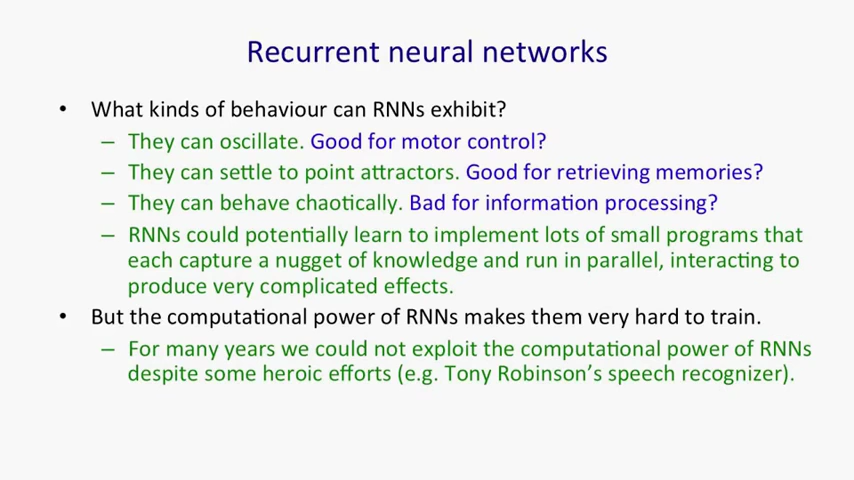 Recurrent neural networks
• What kinds of behaviour can RNNs exhibit?
– They can oscillate. Good for motor control?
– They can settle to point attractors. Good for retrieving memories?
– They can behave chaotically. Bad for information processing?
– RNNs could potentially learn to implement lots of small programs that
each capture a nugget of knowledge and run in parallel, interacting to
produce very complicated effects.
• But the computational power of RNNs makes them very hard to train.
– For many years we could not exploit the computational power of RNNs
despite some heroic efforts (e.g. Tony Robinson’s speech recognizer).